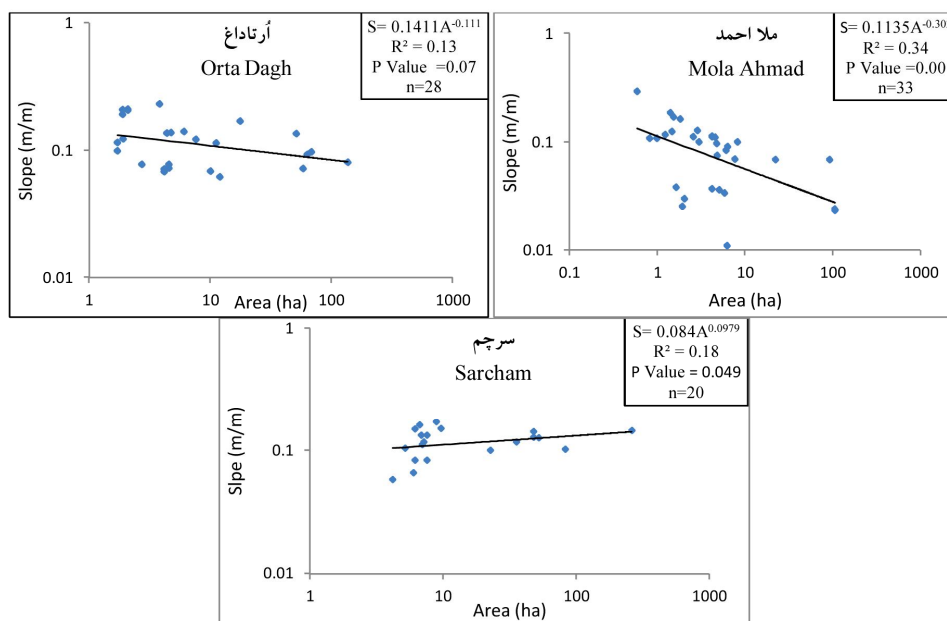 اُرتاداغ
Orta Dagh
S= 0.1411A^-0.111
R² = 0.13
P Value =0.07
n=28
Slope (m/m)
1
0.1
0.01
1
10
100
1000
Area (ha)
ملا احمد
Mola Ahmad
S= 0.1135A^-0.30
R² = 0.34
P Value =0.00
n=33
Slope (m/m)
1
0.1
0.01
0.1
1
10
100
1000
Area (ha)
سرچم
Sarcham
S= 0.084A^0.0979
R² = 0.18
P Value = 0.049
n=20
Slpe (m/m)
1
0.1
0.01
1
10
100
1000
Area (ha)